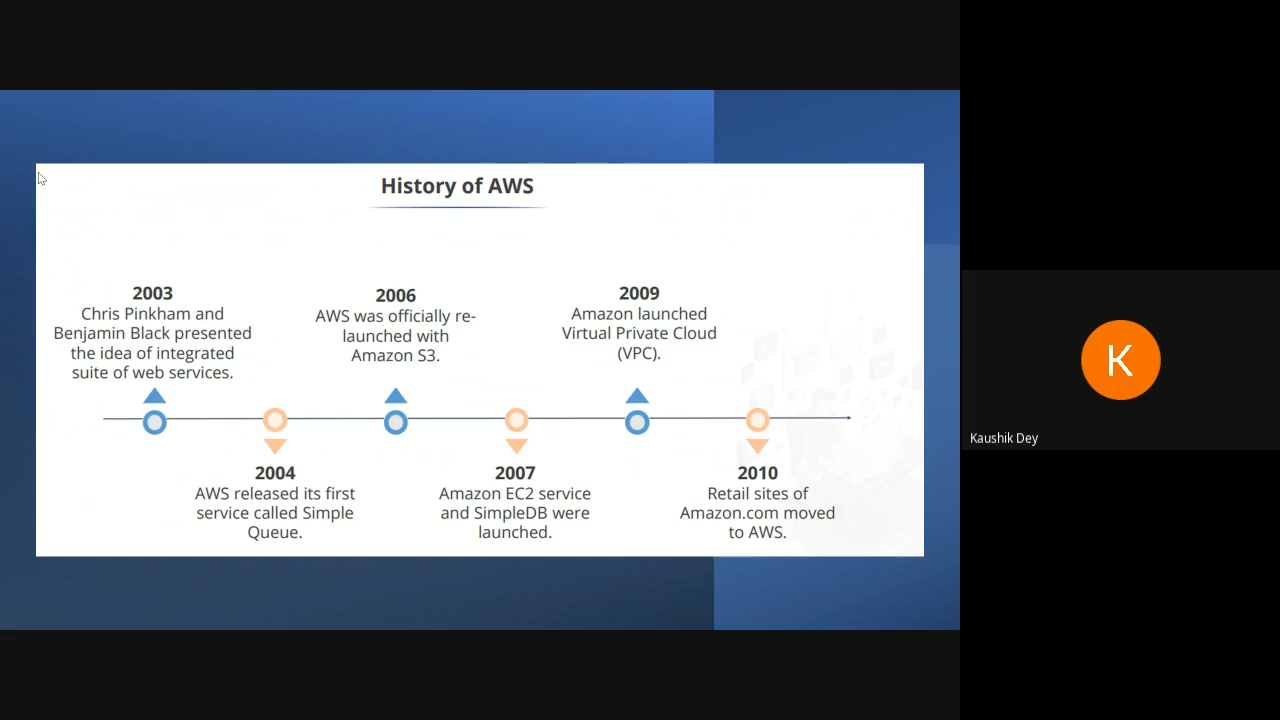 History of AWS
2003
Chris Pinkham and
Benjamin Black presented
the idea of integrated
suite of web services.
2006
AWS was officially re-
launched with
Amazon S3.
2009
Amazon launched
Virtual Private Cloud
(VPC).
2004
AWS released its first
service called Simple
Queue.
2007
Amazon EC2 service
and SimpleDB were
launched.
2010
Retail sites of
Amazon.com moved
to AWS.
K
Kaushik Dey